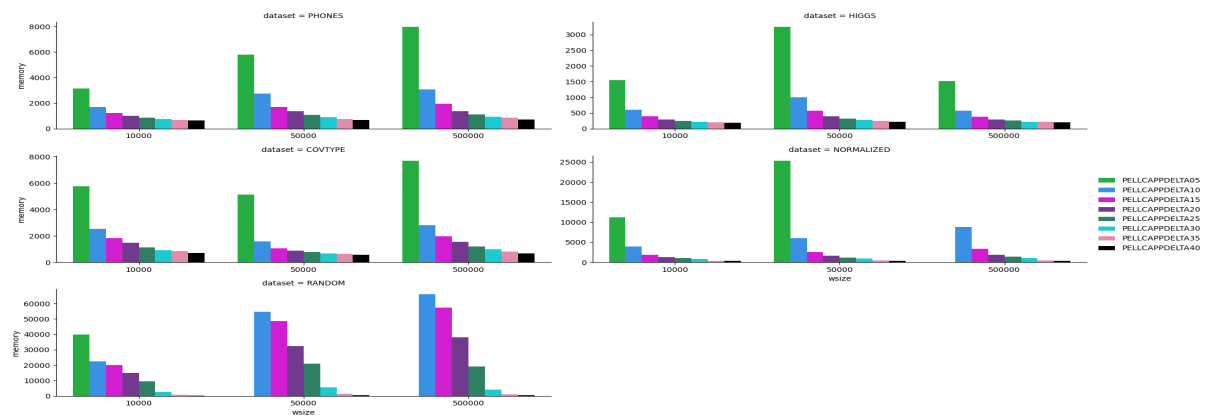 dataset = PHONES
8000
6000
4000
2000
0
memory
10000
50000
500000
dataset = HIGGS
3000
2500
2000
1500
1000
500
0
10000
50000
500000
dataset = COVTYPE
8000
6000
4000
2000
0
memory
10000
50000
500000
dataset = NORMALIZED
25000
20000
15000
10000
5000
0
10000
50000
500000
wsize
PELLCAPPDELTA05
PELLCAPPDELTA10
PELLCAPPDELTA15
PELLCAPPDELTA20
PELLCAPPDELTA25
PELLCAPPDELTA30
PELLCAPPDELTA35
PELLCAPPDELTA40
dataset = RANDOM
60000
50000
40000
30000
20000
10000
0
memory
10000
50000
500000
wsize